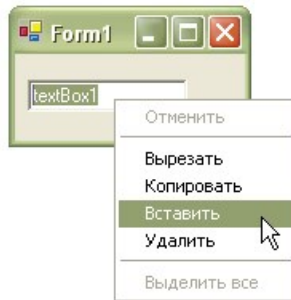 Form1
textBox1
Отменить
Вырезать
Копировать
Вставить
Удалить
Выделить все